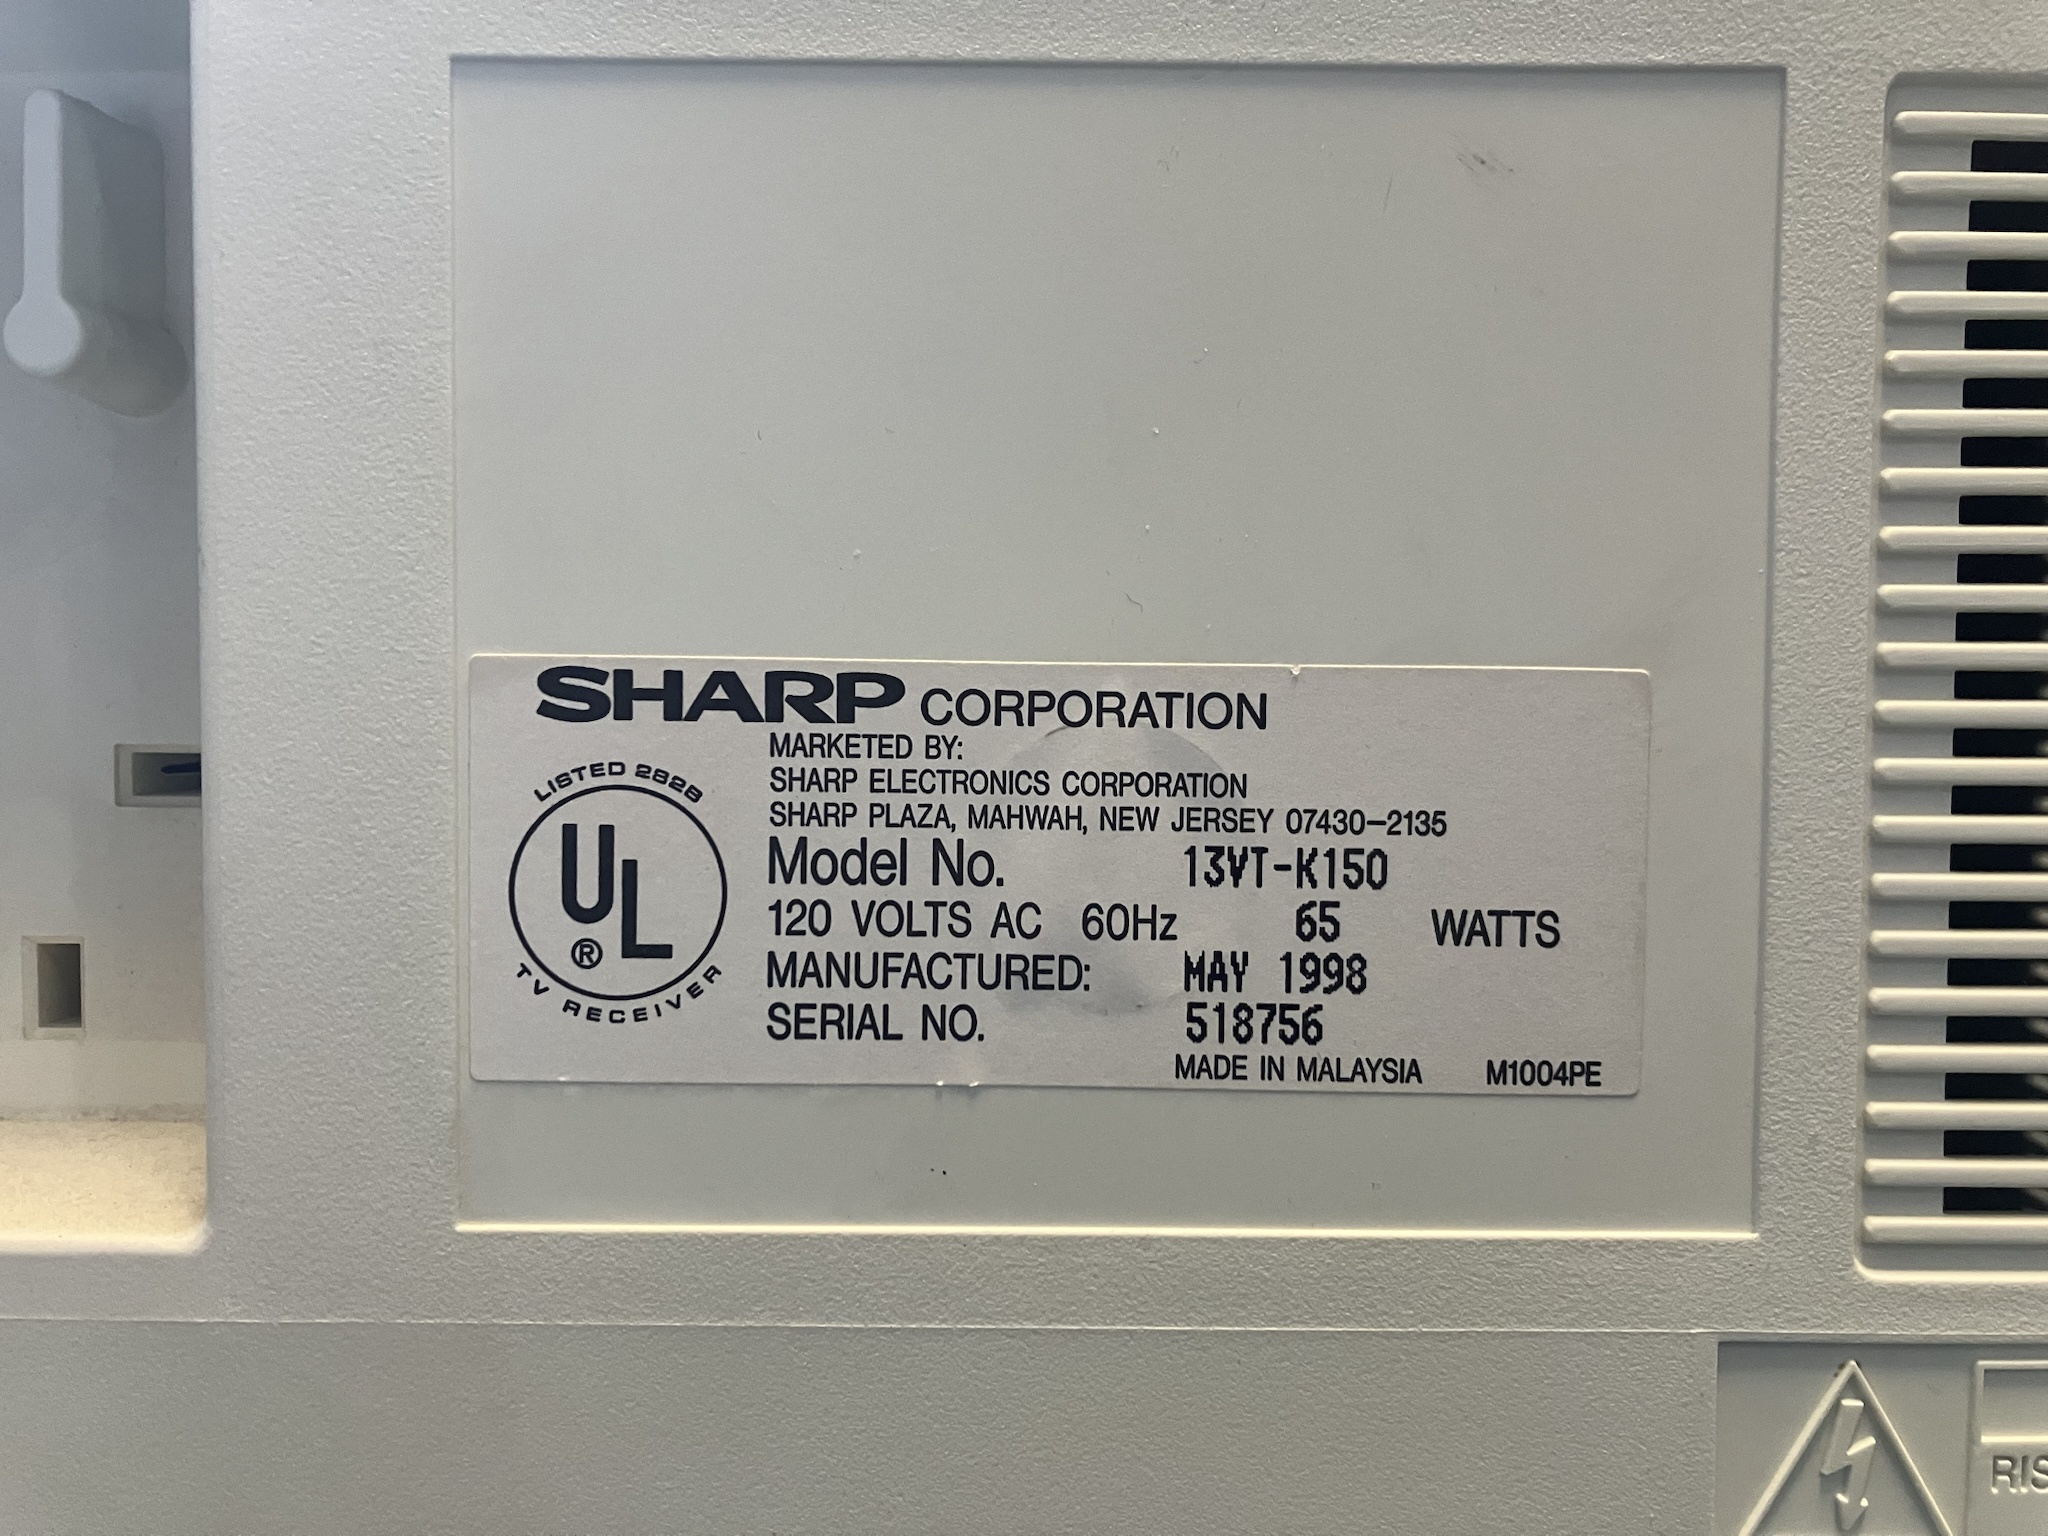 SHARP CORPORATION
MARKETED BY:
SHARP ELECTRONICS CORPORATION
SHARP PLAZA, MAHWAH, NEW JERSEY 07430–2135
LISTED 2828
UL
®
TV RECEIVER
Model No. 13VT-K150
120 VOLTS AC 60Hz 65 WATTS
MANUFACTURED: MAY 1998
SERIAL NO. 518756
MADE IN MALAYSIA M1004PE